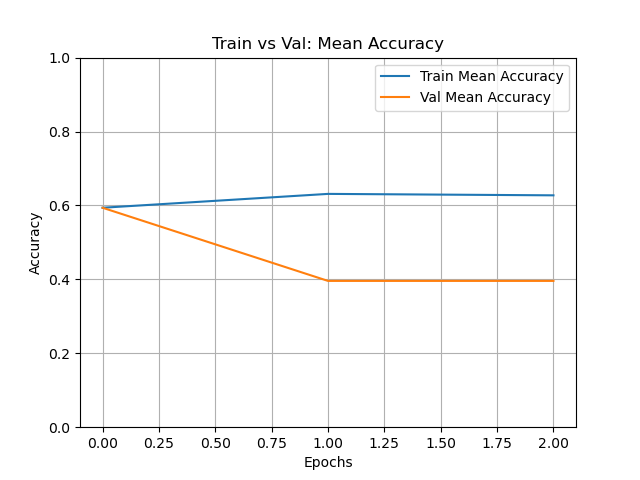 Train vs Val: Mean Accuracy
Train Mean Accuracy
Val Mean Accuracy
1.0
0.8
0.6
0.4
0.2
0.0
Accuracy
0.00 0.25 0.50 0.75 1.00 1.25 1.50 1.75 2.00
Epochs